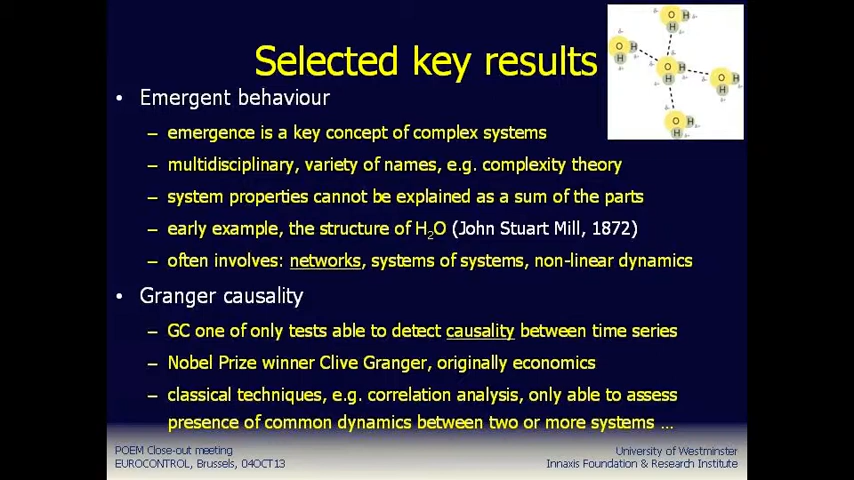 Selected key results
• Emergent behaviour
– emergence is a key concept of complex systems
– multidisciplinary, variety of names, e.g. complexity theory
– system properties cannot be explained as a sum of the parts
– early example, the structure of H₂O (John Stuart Mill, 1872)
– often involves: networks, systems of systems, non-linear dynamics
• Granger causality
– GC one of only tests able to detect causality between time series
– Nobel Prize winner Clive Granger, originally economics
– classical techniques, e.g. correlation analysis, only able to assess
presence of common dynamics between two or more systems ...
POEM Close-out meeting
EUROCONTROL, Brussels, 04OCT13
University of Westminster
Innaxis Foundation & Research Institute
O H
H
O H
H
O H
H
O H
H
O H
H